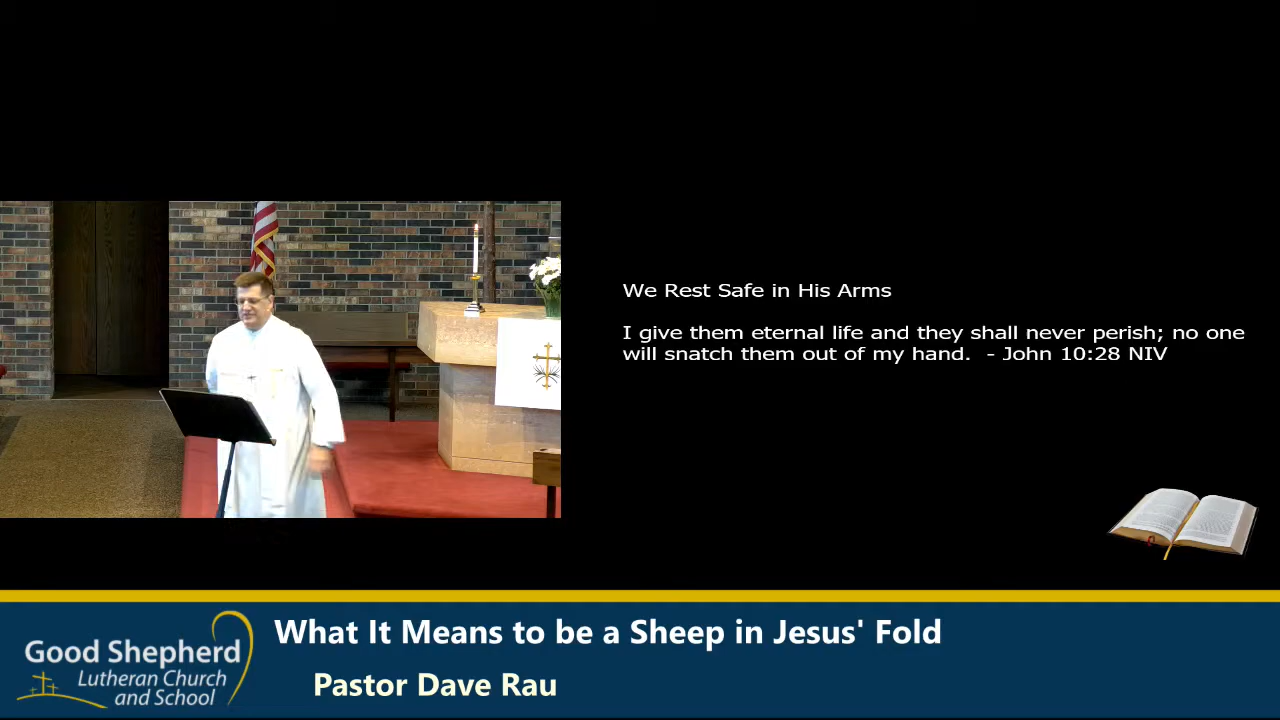 We Rest Safe in His Arms
I give them eternal life and they shall never perish; no one
will snatch them out of my hand.  - John 10:28 NIV
What It Means to be a Sheep in Jesus' Fold
Pastor Dave Rau
Good Shepherd
Lutheran Church
and School